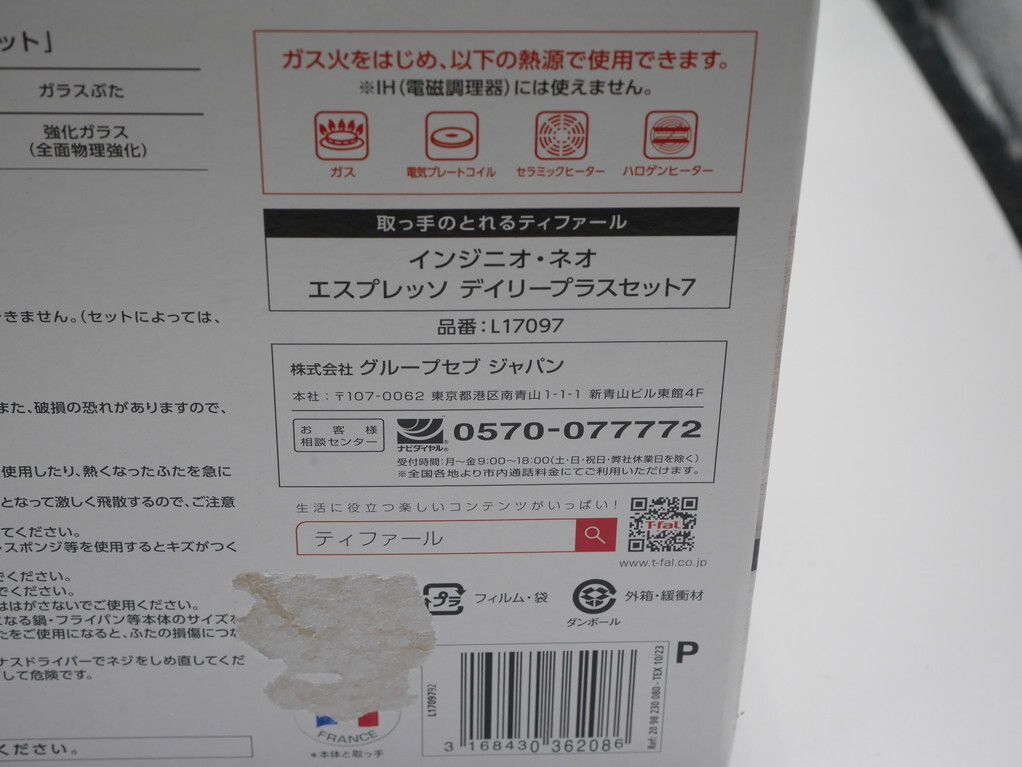 ット」
ガラスぶた
強化ガラス
(全面物理強化)
きません。(セットによっては、
また、破損の恐れがありますので、
使用したり、熱くなったふたを急に
となって激しく飛散するので、ご注意
てください。
スポンジ等を使用するとキズがつく
でください。
でください。
ははがさないでご使用ください。
なる鍋・フライパン等本体のサイズ
たをご使用になると、ふたの損傷につ
ナスドライバーでネジをしめ直してくだ
して危険です。
ください。
ガス火をはじめ、以下の熱源で使用できます。
※IH(電磁調理器)には使えません。
ガス
電気プレートコイル
セラミックヒーター
ハロゲンヒーター
取っ手のとれるティファール
インジニオ・ネオ
エスプレッソ デイリープラスセット7
品番:L17097
株式会社 グループセブ ジャパン
本社:〒107-0062 東京都港区南青山1-1-1 新青山ビル東館4F
お客様
相談センター
ナビダイヤル®
0570-077772
受付時間:月〜金9:00〜18:00(土・日・祝日・弊社休業日を除く)
※全国各地より市内通話料金にてご利用いただけます。
生活に役立つ楽しいコンテンツがいっぱい!
ティファール
T-fal
www.t-fal.co.jp
プラ
フィルム・袋
ダンボール
外箱・緩衝材
FRANCE
*本体と取っ手
L1709792
3 168430 362086
Ref: 20 98 230 080 - TEX 10/23
P